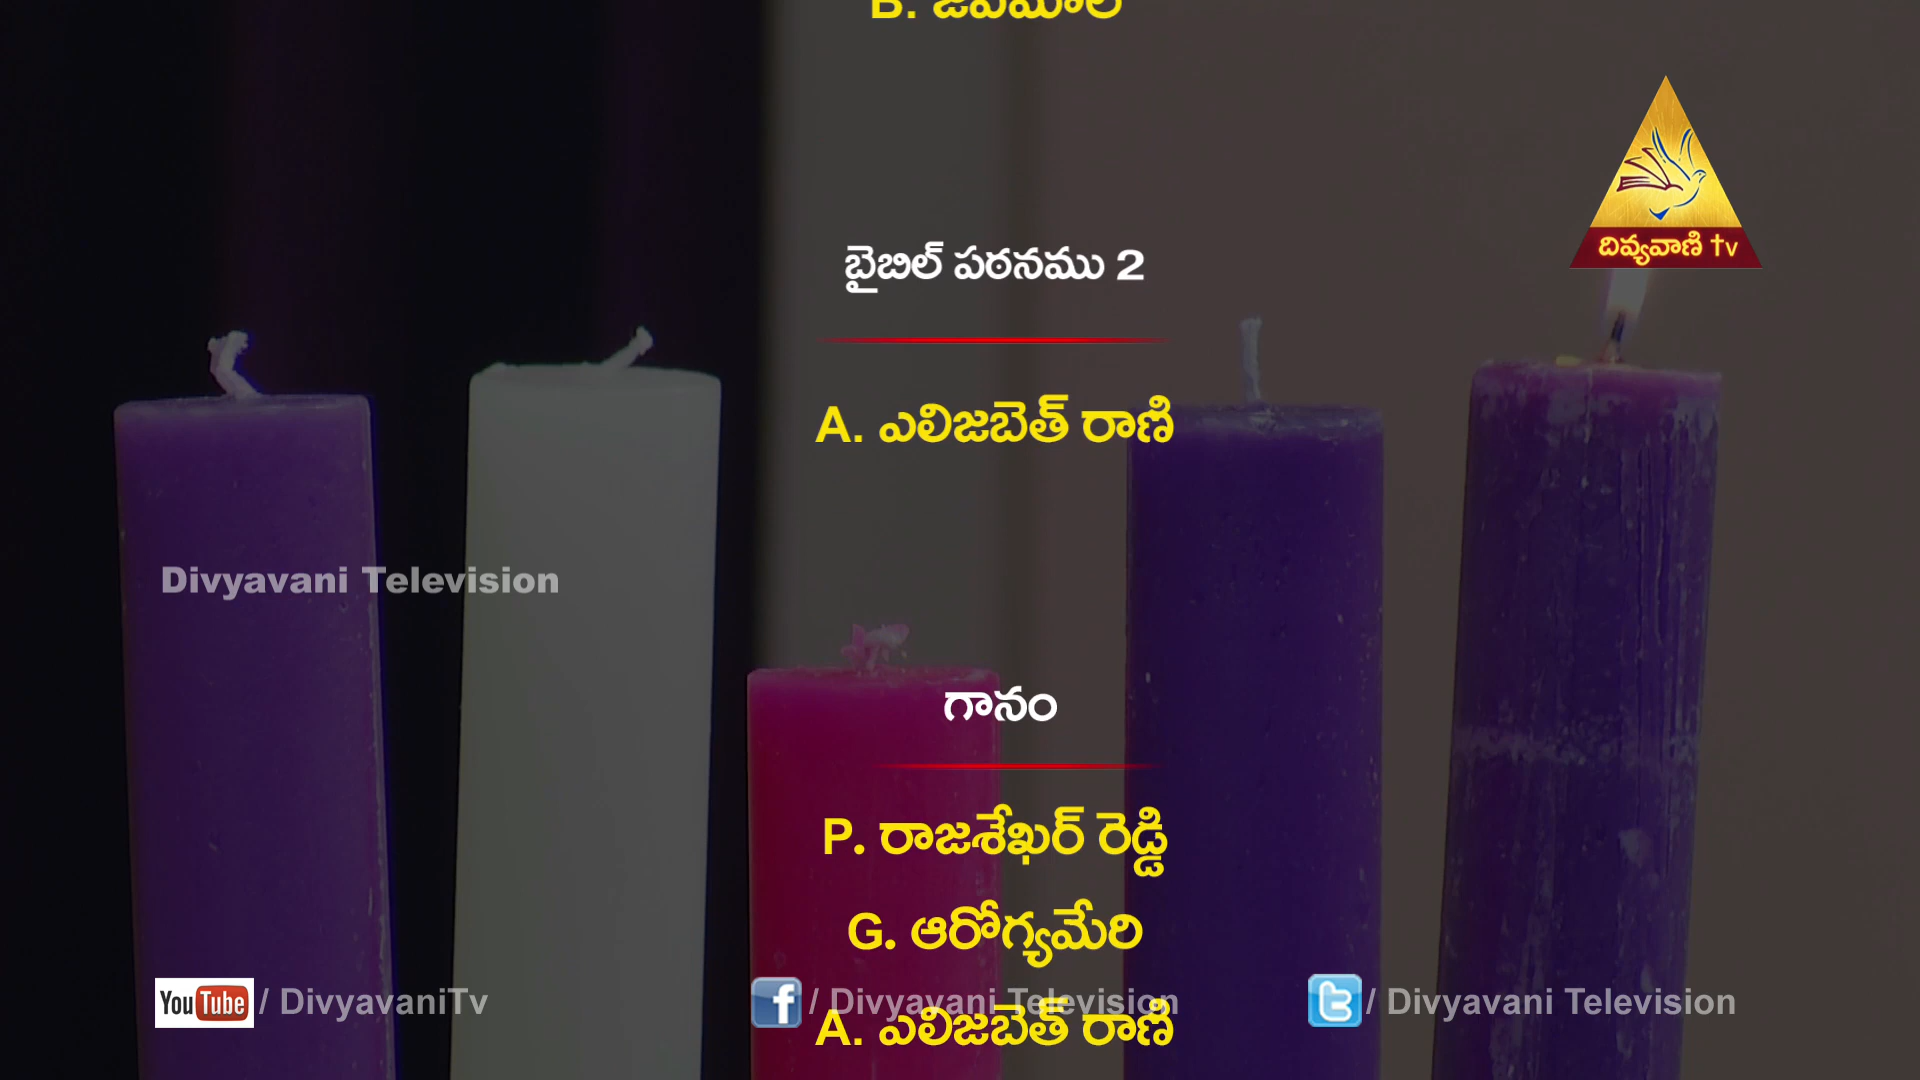 B. జపమాల
దివ్యవాణి tv
బైబిల్ పఠనము 2
A. ఎలిజబెత్ రాణి
Divyavani Television
గానం
P. రాజశేఖర్ రెడ్డి
G. ఆరోగ్యమేరి
YouTube / DivyavaniTv
f / Divyavani Television
t / Divyavani Television
A. ఎలిజబెత్ రాణి